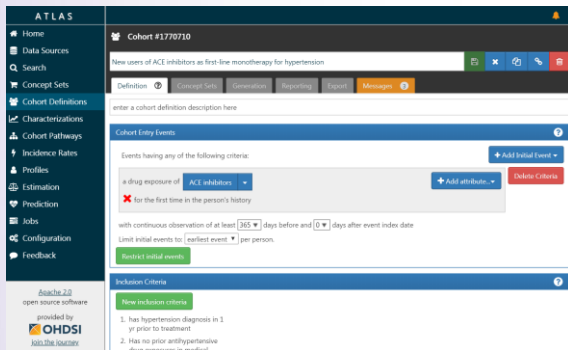 ATLAS
Home
Data Sources
Search
Concept Sets
Cohort Definitions
Characterizations
Cohort Pathways
Incidence Rates
Profiles
Estimation
Prediction
Jobs
Configuration
Feedback
Apache 2.0
open source software
provided by
OHDSI
join the journey
Cohort #1770710
New users of ACE inhibitors as first-line monotherapy for hypertension
Definition Concept Sets Generation Reporting Export Messages
enter a cohort definition description here
Cohort Entry Events
Events having any of the following criteria:
+ Add Initial Event
a drug exposure of ACE inhibitors
+ Add attribute...
Delete Criteria
for the first time in the person's history
with continuous observation of at least 365 days before and 0 days after event index date
Limit initial events to: earliest event per person.
Restrict initial events
Inclusion Criteria
New inclusion criteria
1. has hypertension diagnosis in 1
yr prior to treatment
2. Has no prior antihypertensive
drug exposures in medical